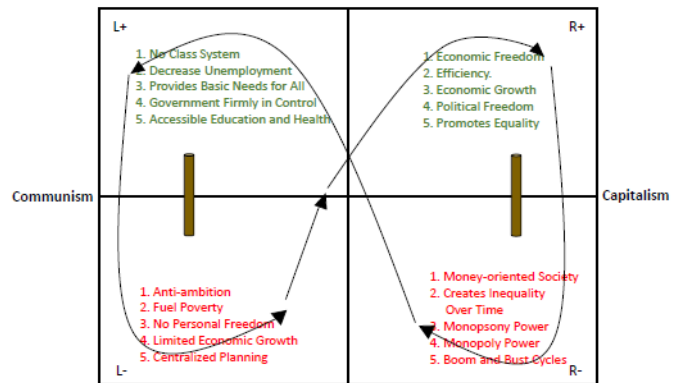 L+
R+
1. No Class System
2. Decrease Unemployment
3. Provides Basic Needs for All
4. Government Firmly in Control
5. Accessible Education and Health
1. Economic Freedom
2. Efficiency.
3. Economic Growth
4. Political Freedom
5. Promotes Equality
Communism
Capitalism
1. Anti-ambition
2. Fuel Poverty
3. No Personal Freedom
4. Limited Economic Growth
5. Centralized Planning
1. Money-oriented Society
2. Creates Inequality
Over Time
3. Monopsony Power
4. Monopoly Power
5. Boom and Bust Cycles
L-
R-